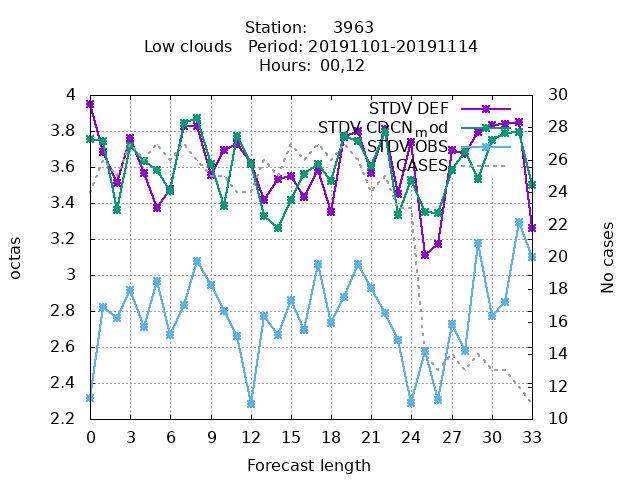 Station: 3963
Low clouds Period: 20191101-20191114
Hours: 00,12
STDV DEF
STDV CDCN_mod
STDV OBS
CASES
octas
No cases
4
3.8
3.6
3.4
3.2
3
2.8
2.6
2.4
2.2
30
28
26
24
22
20
18
16
14
12
10
0 3 6 9 12 15 18 21 24 27 30 33
Forecast length